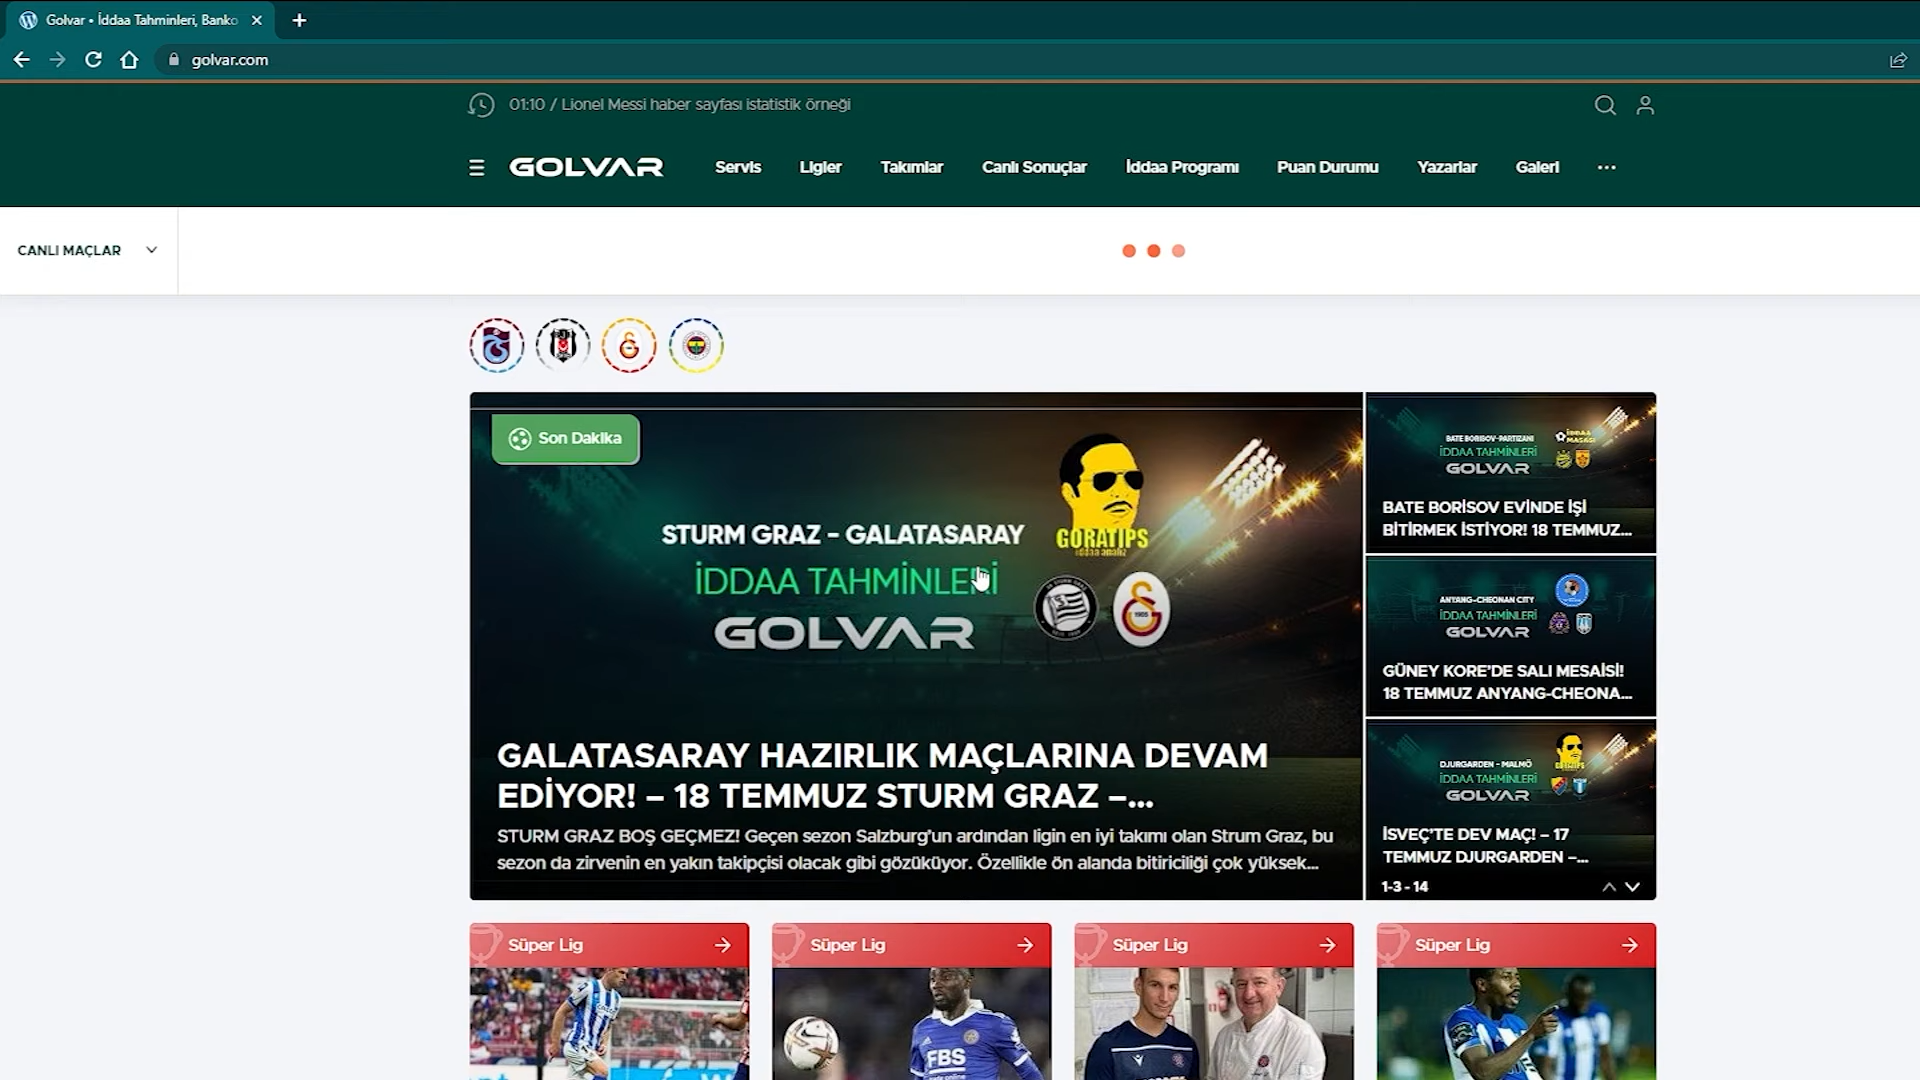 Golvar • İddaa Tahminleri, Banko
golvar.com
01:10 / Lionel Messi haber sayfası istatistik örneği
GOLVAR
Servis
Ligler
Takımlar
Canlı Sonuçlar
İddaa Programı
Puan Durumu
Yazarlar
Galeri
CANLI MAÇLAR
Son Dakika
STURM GRAZ - GALATASARAY
İDDAA TAHMİNLERİ
GOLVAR
GORATIPS
iddaa analiz
1905
GALATASARAY HAZIRLIK MAÇLARINA DEVAM
EDİYOR! – 18 TEMMUZ STURM GRAZ –...
STURM GRAZ BOŞ GEÇMEZ! Geçen sezon Salzburg'un ardından ligin en iyi takımı olan Strum Graz, bu
sezon da zirvenin en yakın takipçisi olacak gibi gözüküyor. Özellikle ön alanda bitiriciliği çok yüksek...
BATE BORISOV-PARTIZANI
İDDAA TAHMİNLERİ
GOLVAR
İDDAA
MASASI
BATE BORİSOV EVİNDE İŞİ
BİTİRMEK İSTİYOR! 18 TEMMUZ...
ANYANG-CHEONAN CITY
İDDAA TAHMİNLERİ
GOLVAR
GÜNEY KORE'DE SALI MESAİSİ!
18 TEMMUZ ANYANG-CHEONA...
DJURGARDEN - MALMÖ
İDDAA TAHMİNLERİ
GOLVAR
GORATIPS
İSVEÇ'TE DEV MAÇ! – 17
TEMMUZ DJURGARDEN –...
1-3 - 14
Süper Lig
Süper Lig
Süper Lig
Süper Lig
FBS